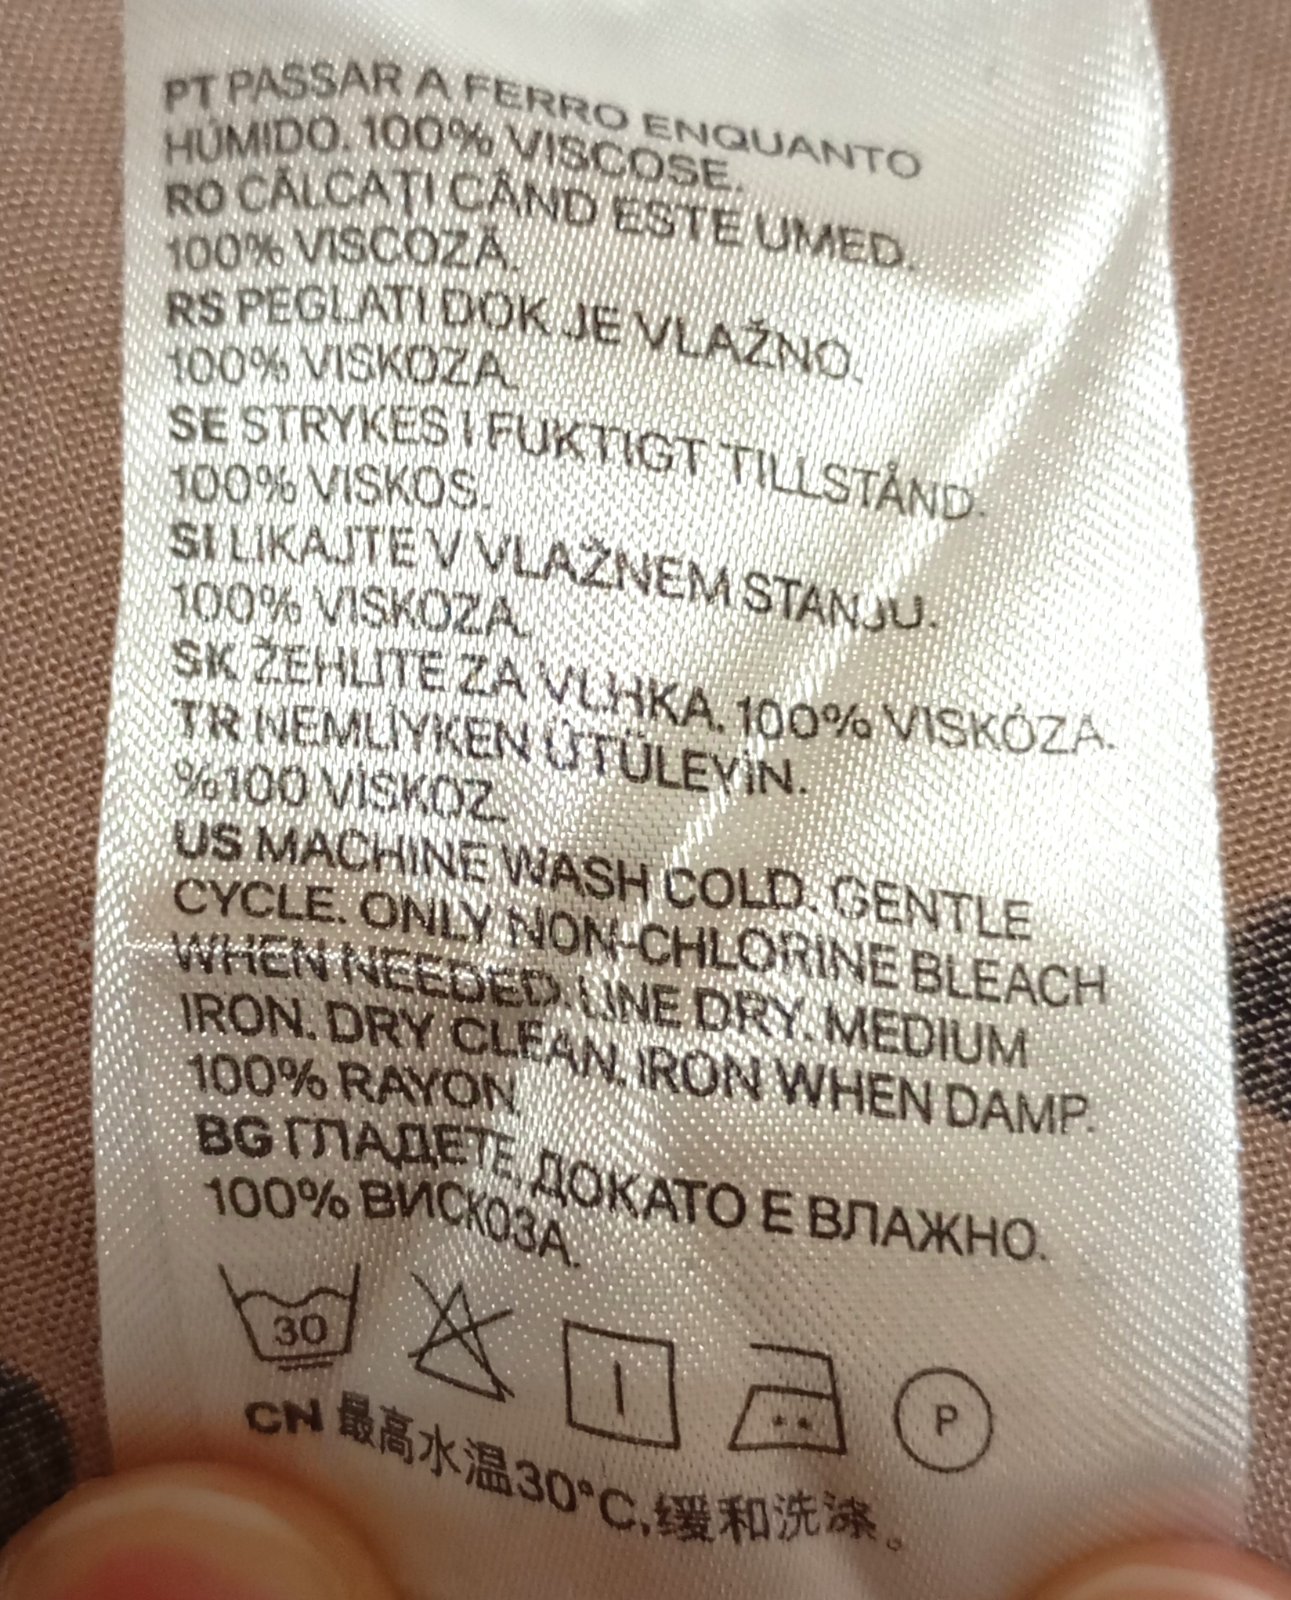 PT PASSAR A FERRO ENQUANTO
HÚMIDO. 100% VISCOSE.
RO CĂLCAȚI CÂND ESTE UMED.
100% VISCOZĂ.
RS PEGLATI DOK JE VLAŽNO.
100% VISKOZA.
SE STRYKES I FUKTIGT TILLSTÅND.
100% VISKOS.
SI LIKAJTE V VLAŽNEM STANJU.
100% VISKOZA.
SK ŽEHLITE ZA VLHKA. 100% VISKÓZA.
TR NEMLİYKEN ÜTÜLEYİN.
%100 VİSKOZ.
US MACHINE WASH COLD. GENTLE
CYCLE. ONLY NON-CHLORINE BLEACH
WHEN NEEDED. LINE DRY. MEDIUM
IRON. DRY CLEAN. IRON WHEN DAMP.
100% RAYON
BG ГЛАДЕТЕ, ДОКАТО Е ВЛАЖНО.
100% ВИСКОЗА.
30 P
CN 最高水温30°C,缓和洗涤。